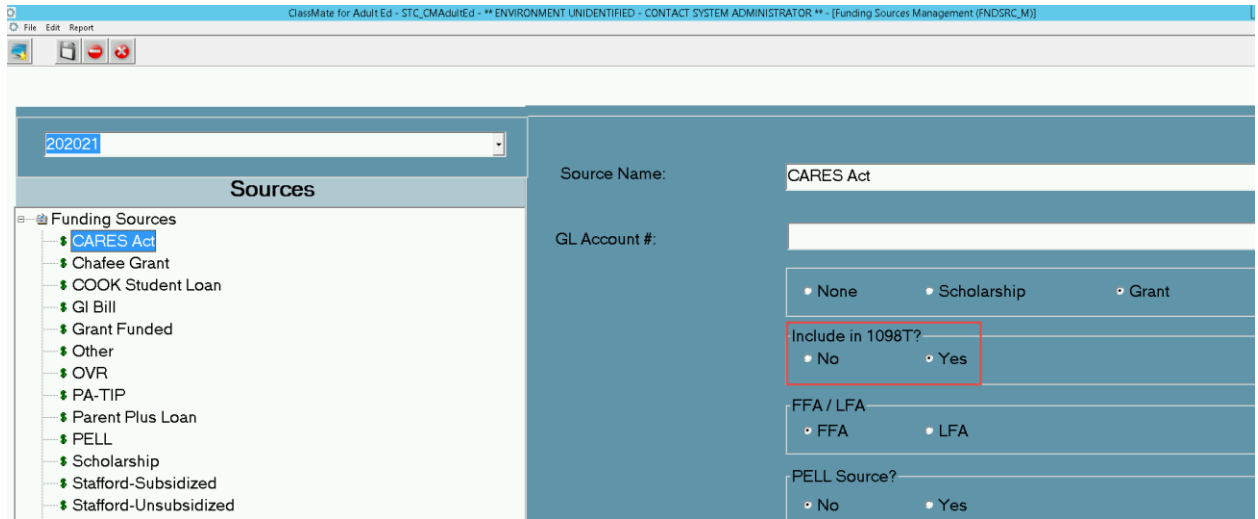 ClassMate for Adult Ed - STC_CMAdultEd - ** ENVIRONMENT UNIDENTIFIED - CONTACT SYSTEM ADMINISTRATOR ** - [Funding Sources Management (FNDSRC_M)]
File Edit Report
202021
Sources
Funding Sources
CARES Act
Chafee Grant
COOK Student Loan
GI Bill
Grant Funded
Other
OVR
PA-TIP
Parent Plus Loan
PELL
Scholarship
Stafford-Subsidized
Stafford-Unsubsidized
Source Name: CARES Act
GL Account #:
None Scholarship Grant
Include in 1098T?
No Yes
FFA / LFA
FFA LFA
PELL Source?
No Yes